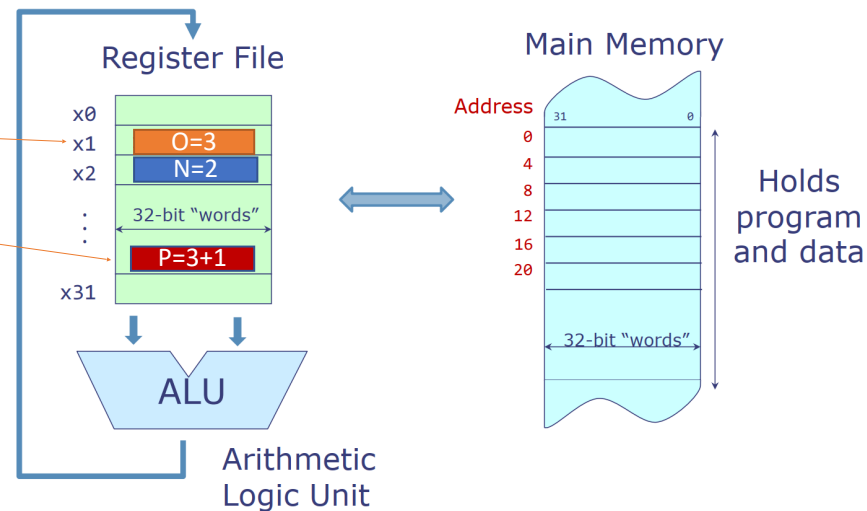 Register File
x0
x1
O=3
x2
N=2
.
.
.
32-bit “words”
P=3+1
x31
ALU
Arithmetic
Logic Unit
Main Memory
Address
31 0
0
4
8
12
16
20
32-bit “words”
Holds
program
and data